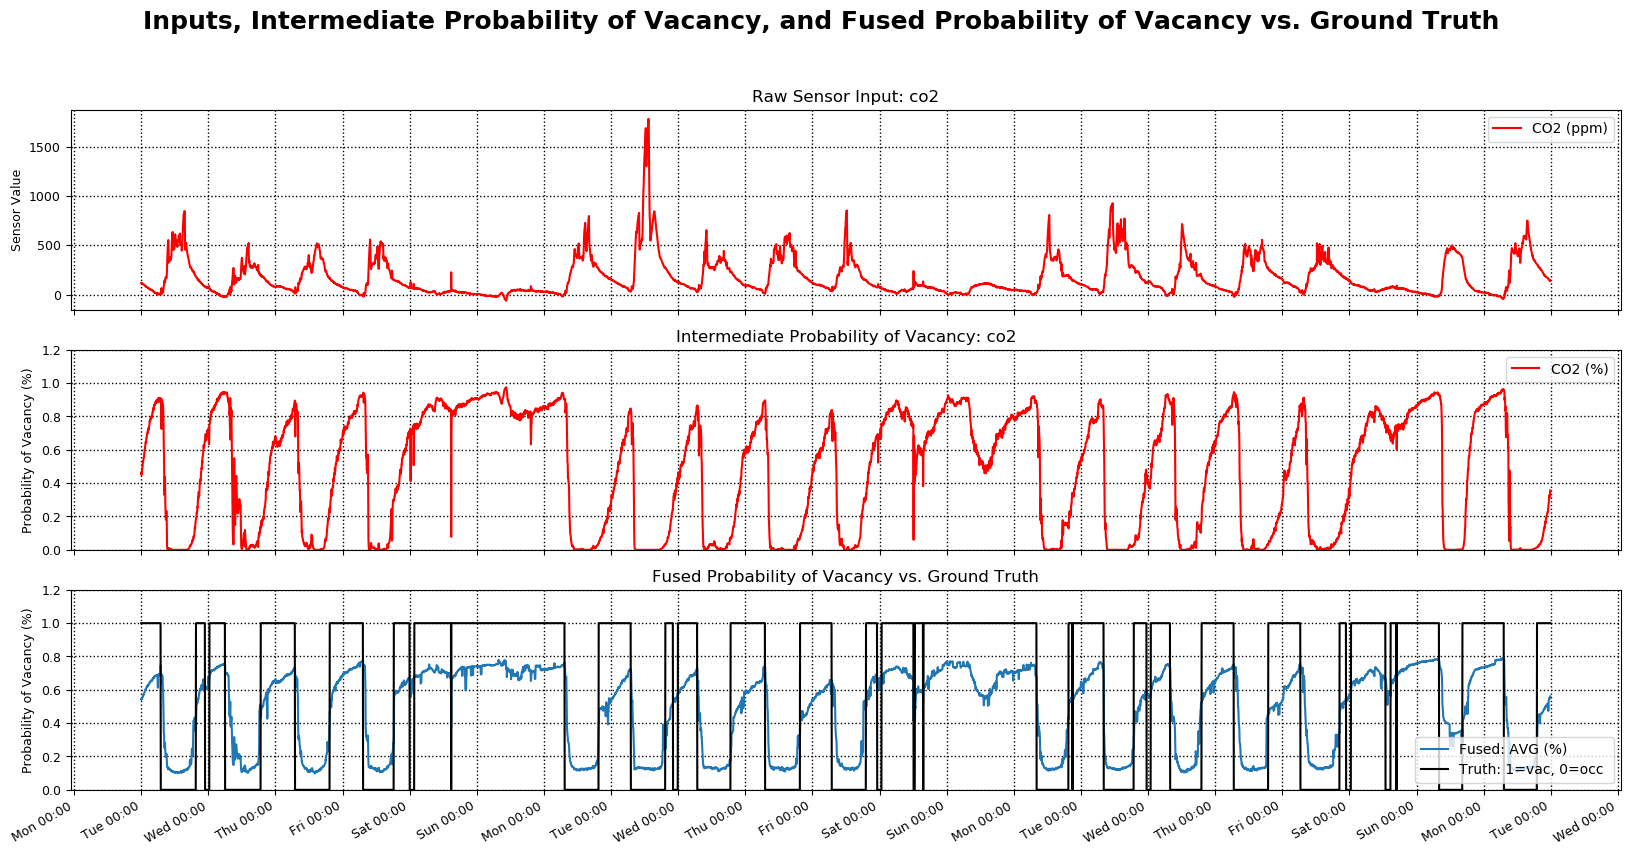 Inputs, Intermediate Probability of Vacancy, and Fused Probability of Vacancy vs. Ground Truth
Raw Sensor Input: co2
Sensor Value
1500
1000
500
0
CO2 (ppm)
Intermediate Probability of Vacancy: co2
Probability of Vacancy (%)
1.2
1.0
0.8
0.6
0.4
0.2
0.0
CO2 (%)
Fused Probability of Vacancy vs. Ground Truth
Probability of Vacancy (%)
1.2
1.0
0.8
0.6
0.4
0.2
0.0
Fused: AVG (%)
Truth: 1=vac, 0=occ
Mon 00:00
Tue 00:00
Wed 00:00
Thu 00:00
Fri 00:00
Sat 00:00
Sun 00:00
Mon 00:00
Tue 00:00
Wed 00:00
Thu 00:00
Fri 00:00
Sat 00:00
Sun 00:00
Mon 00:00
Tue 00:00
Wed 00:00
Thu 00:00
Fri 00:00
Sat 00:00
Sun 00:00
Mon 00:00
Tue 00:00
Wed 00:00